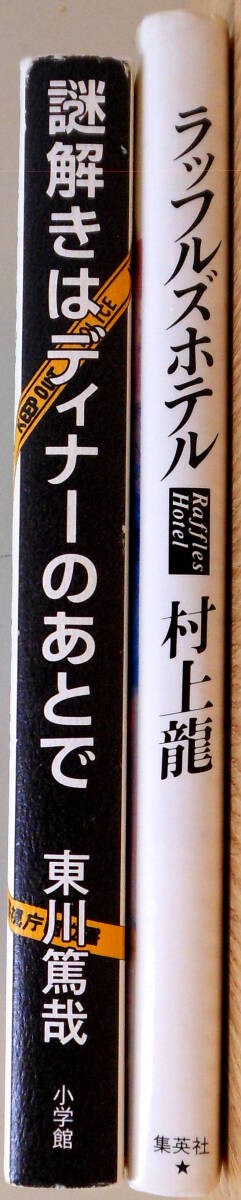 謎解きはディナーのあとで
KEEP OUT
東川篤哉
小学館
ラッフルズホテル
Raffles
Hotel
村上龍
集英社
★